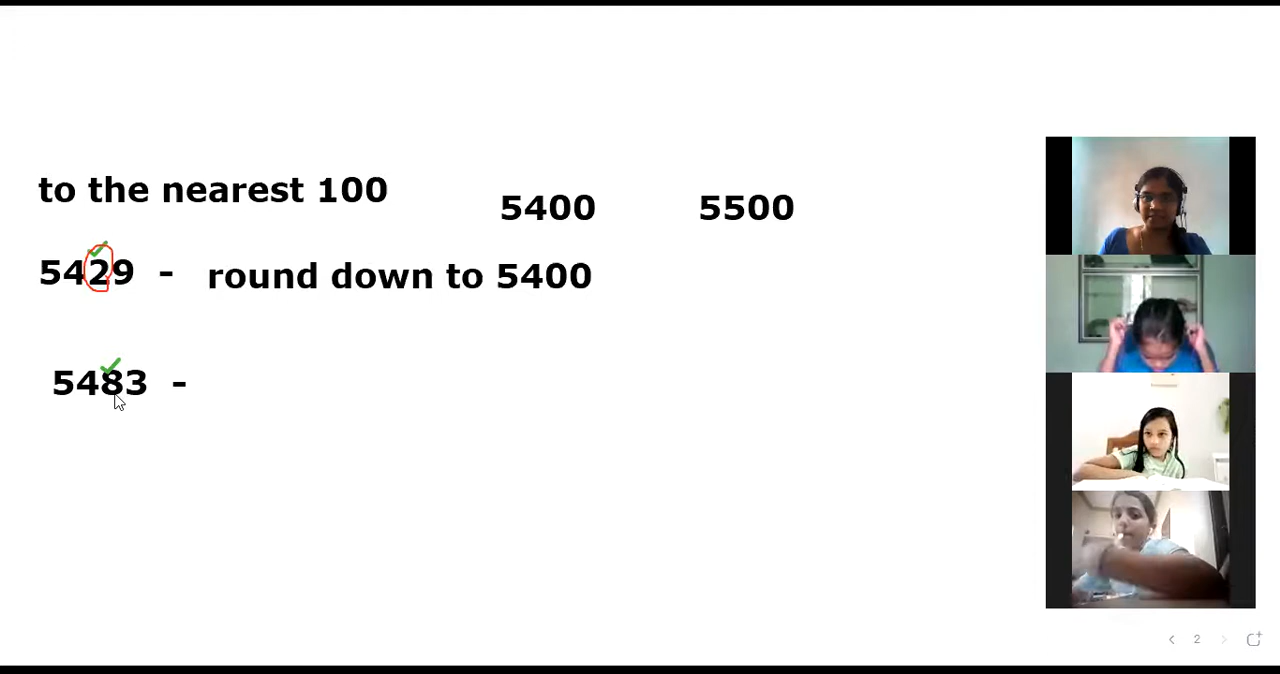 to the nearest 100
5400 5500
5429 - round down to 5400
5483 -
2